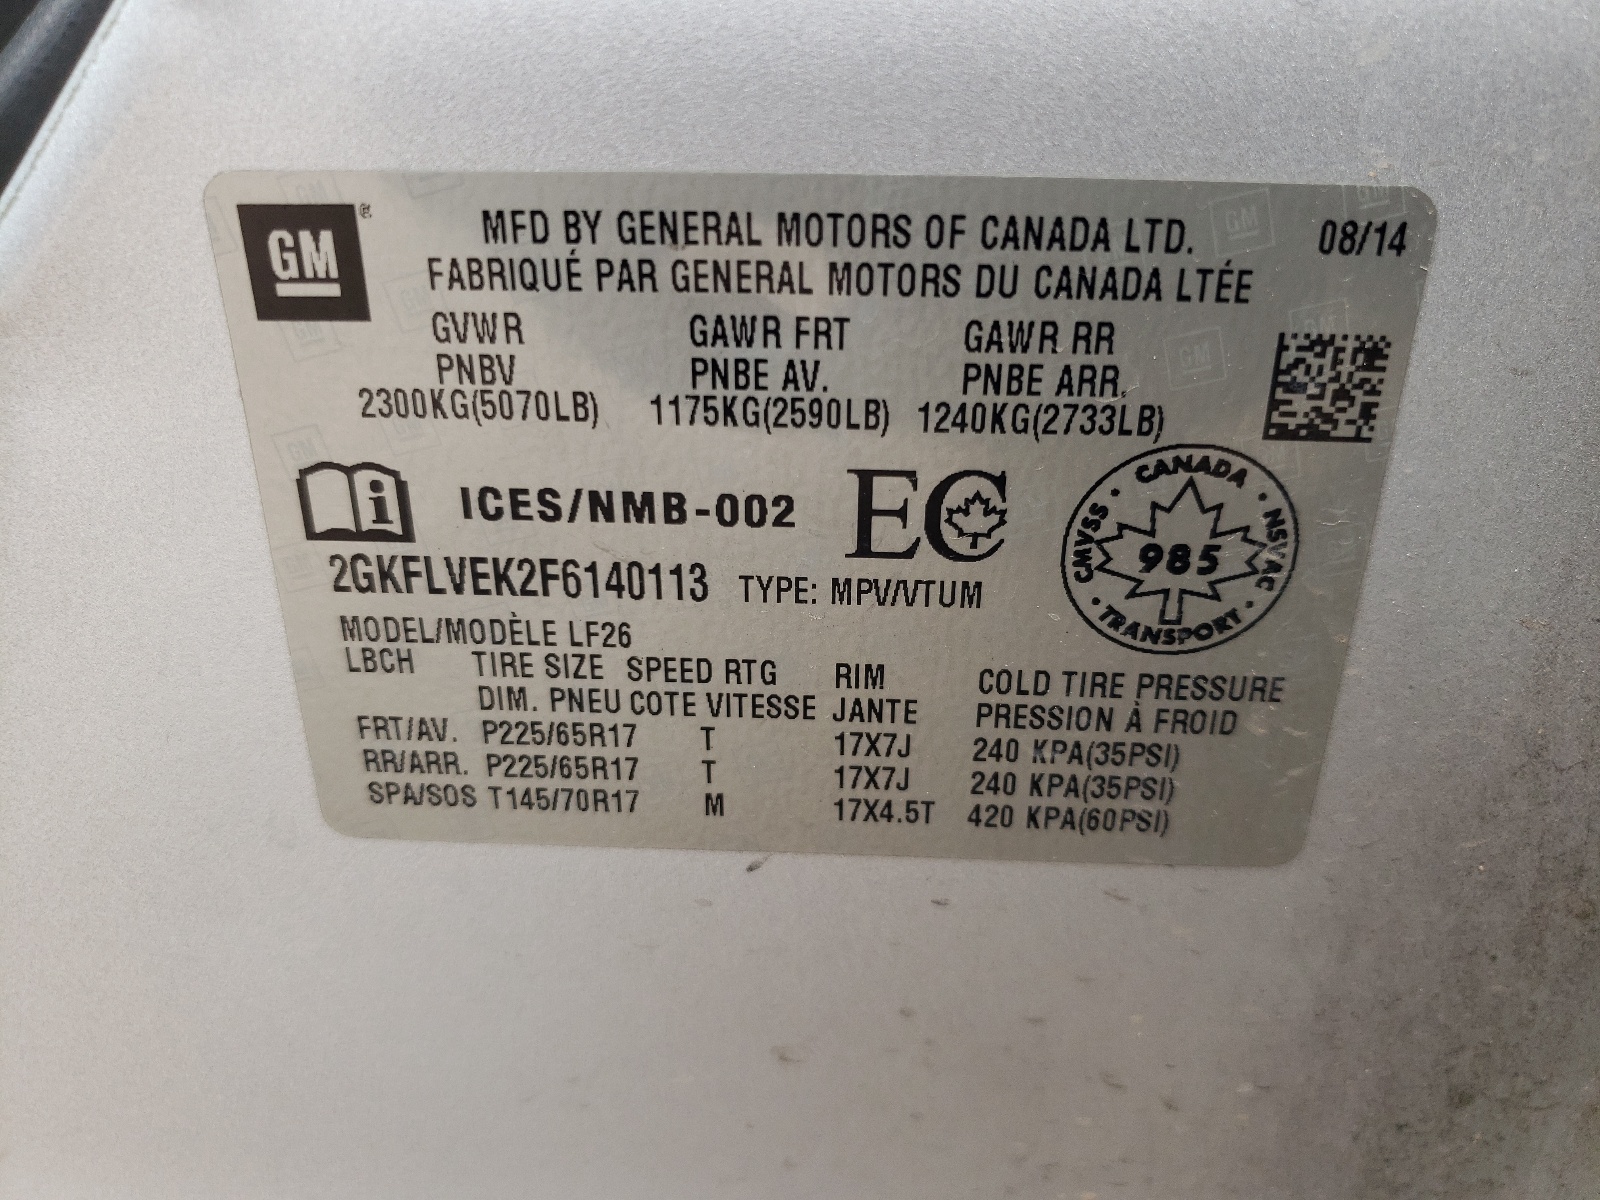 GM ®
MFD BY GENERAL MOTORS OF CANADA LTD. 08/14
FABRIQUÉ PAR GENERAL MOTORS DU CANADA LTÉE
GVWR GAWR FRT GAWR RR
PNBV PNBE AV. PNBE ARR.
2300KG(5070LB) 1175KG(2590LB) 1240KG(2733LB)
i ICES/NMB-002 EC
CANADA
CMVSS · 985 · NSVAC
· TRANSPORT ·
2GKFLVEK2F6140113 TYPE: MPV/VTUM
MODEL/MODÈLE LF26
LBCH TIRE SIZE SPEED RTG RIM COLD TIRE PRESSURE
DIM. PNEU COTE VITESSE JANTE PRESSION À FROID
FRT/AV. P225/65R17 T 17X7J 240 KPA(35PSI)
RR/ARR. P225/65R17 T 17X7J 240 KPA(35PSI)
SPA/SOS T145/70R17 M 17X4.5T 420 KPA(60PSI)